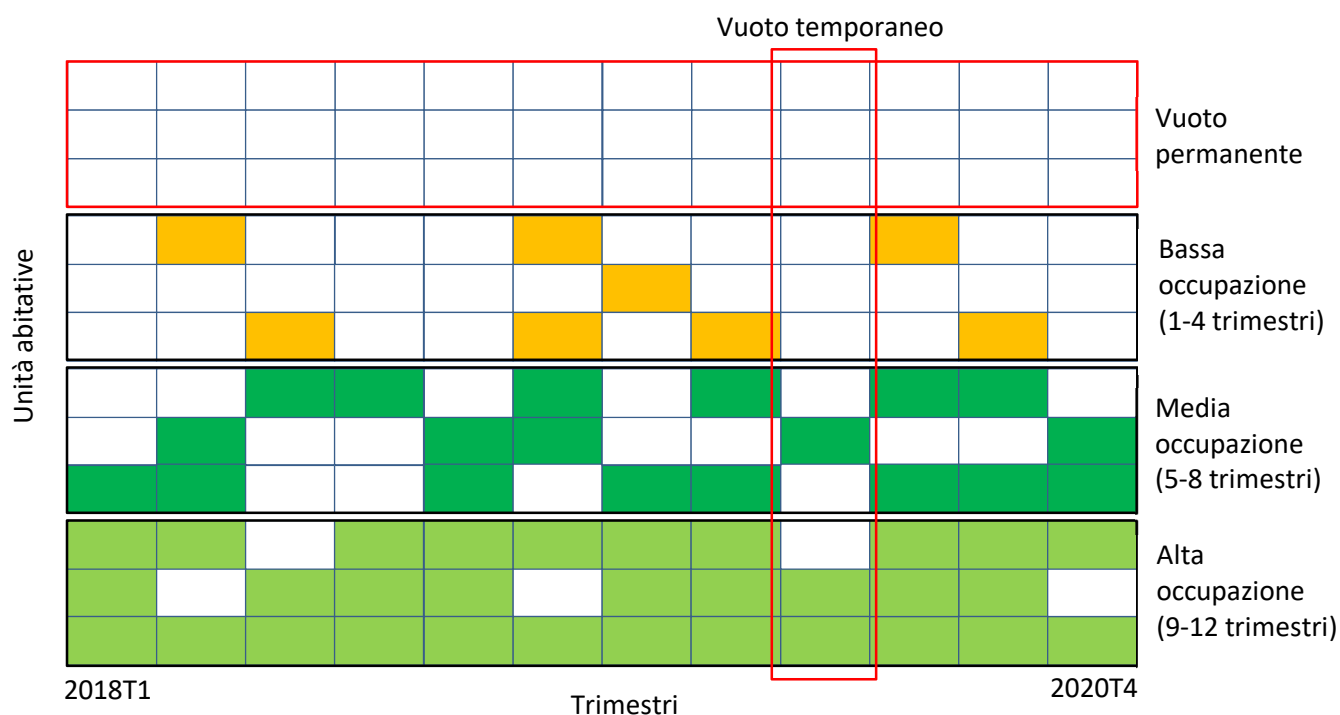 Vuoto temporaneo
Vuoto
permanente
Unità abitative
Bassa
occupazione
(1-4 trimestri)
Media
occupazione
(5-8 trimestri)
Alta
occupazione
(9-12 trimestri)
2018T1
Trimestri
2020T4